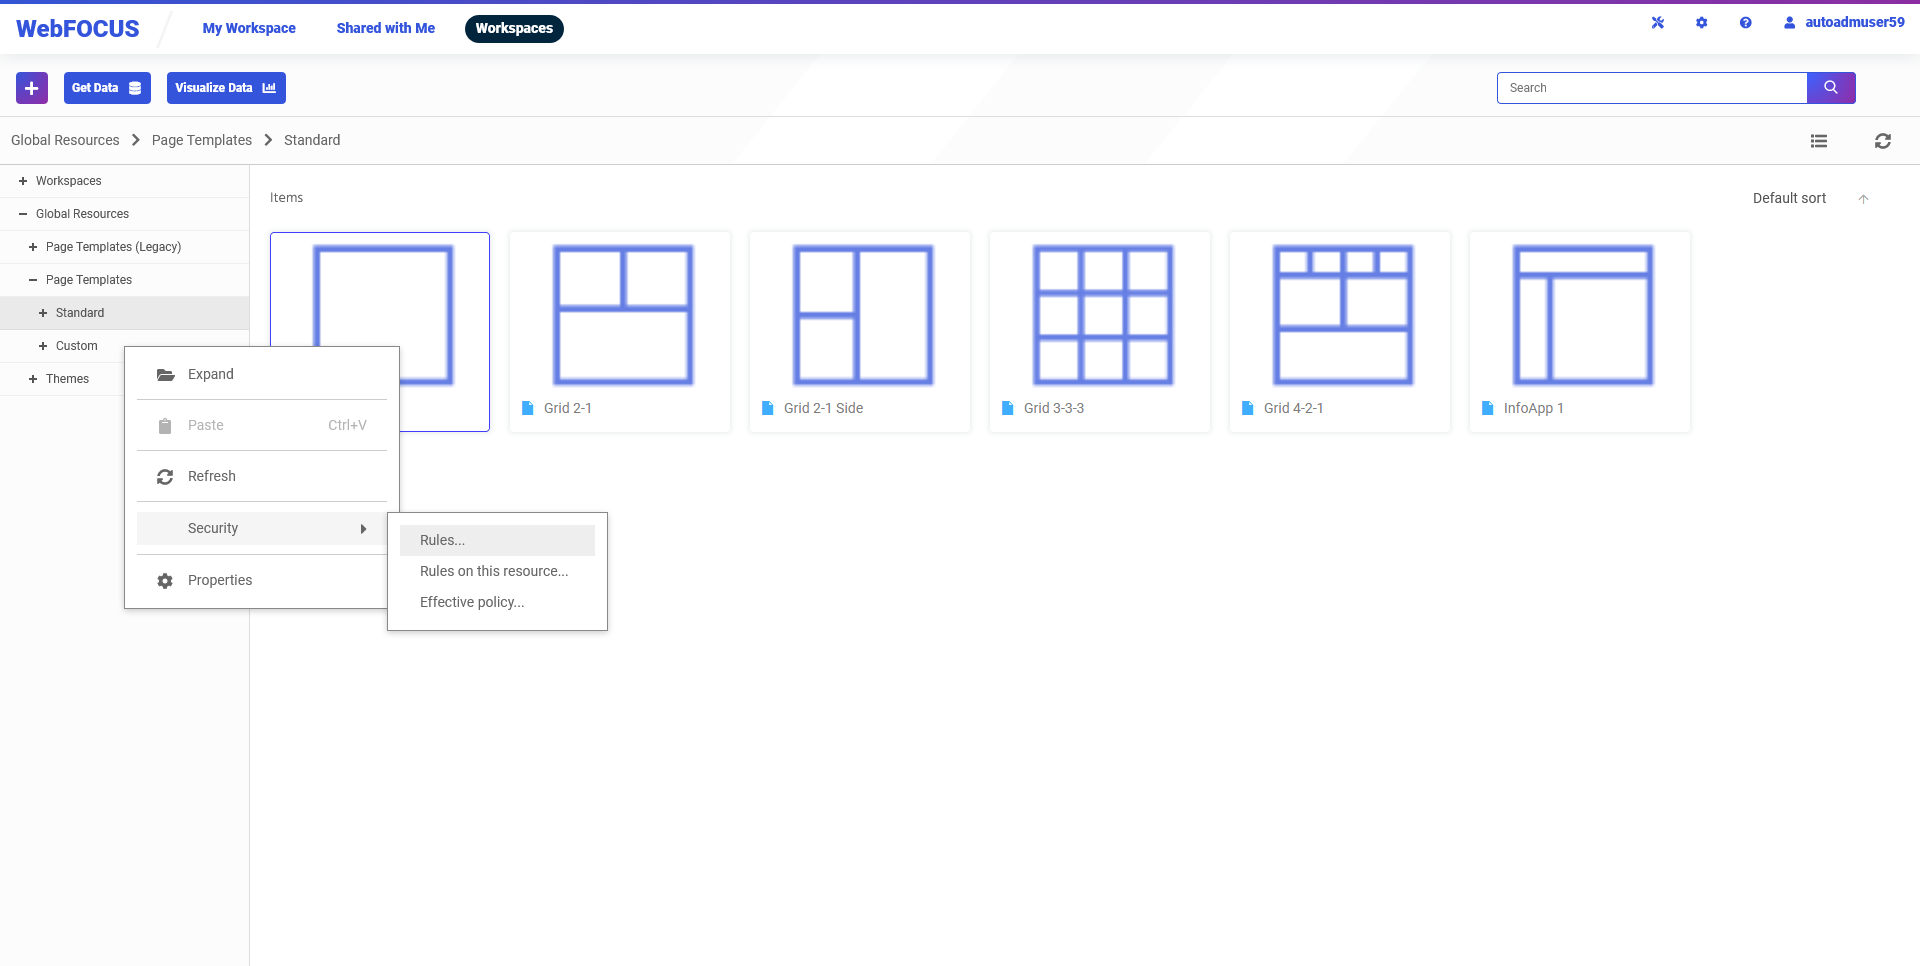 WebFOCUS
My Workspace
Shared with Me
Workspaces
autoadmuser59
Get Data
Visualize Data
Search
Global Resources
Page Templates
Standard
Workspaces
Global Resources
Page Templates (Legacy)
Page Templates
Standard
Custom
Themes
Items
Default sort
Grid 2-1
Grid 2-1 Side
Grid 3-3-3
Grid 4-2-1
InfoApp 1
Expand
Paste Ctrl+V
Refresh
Security
Properties
Rules...
Rules on this resource...
Effective policy...